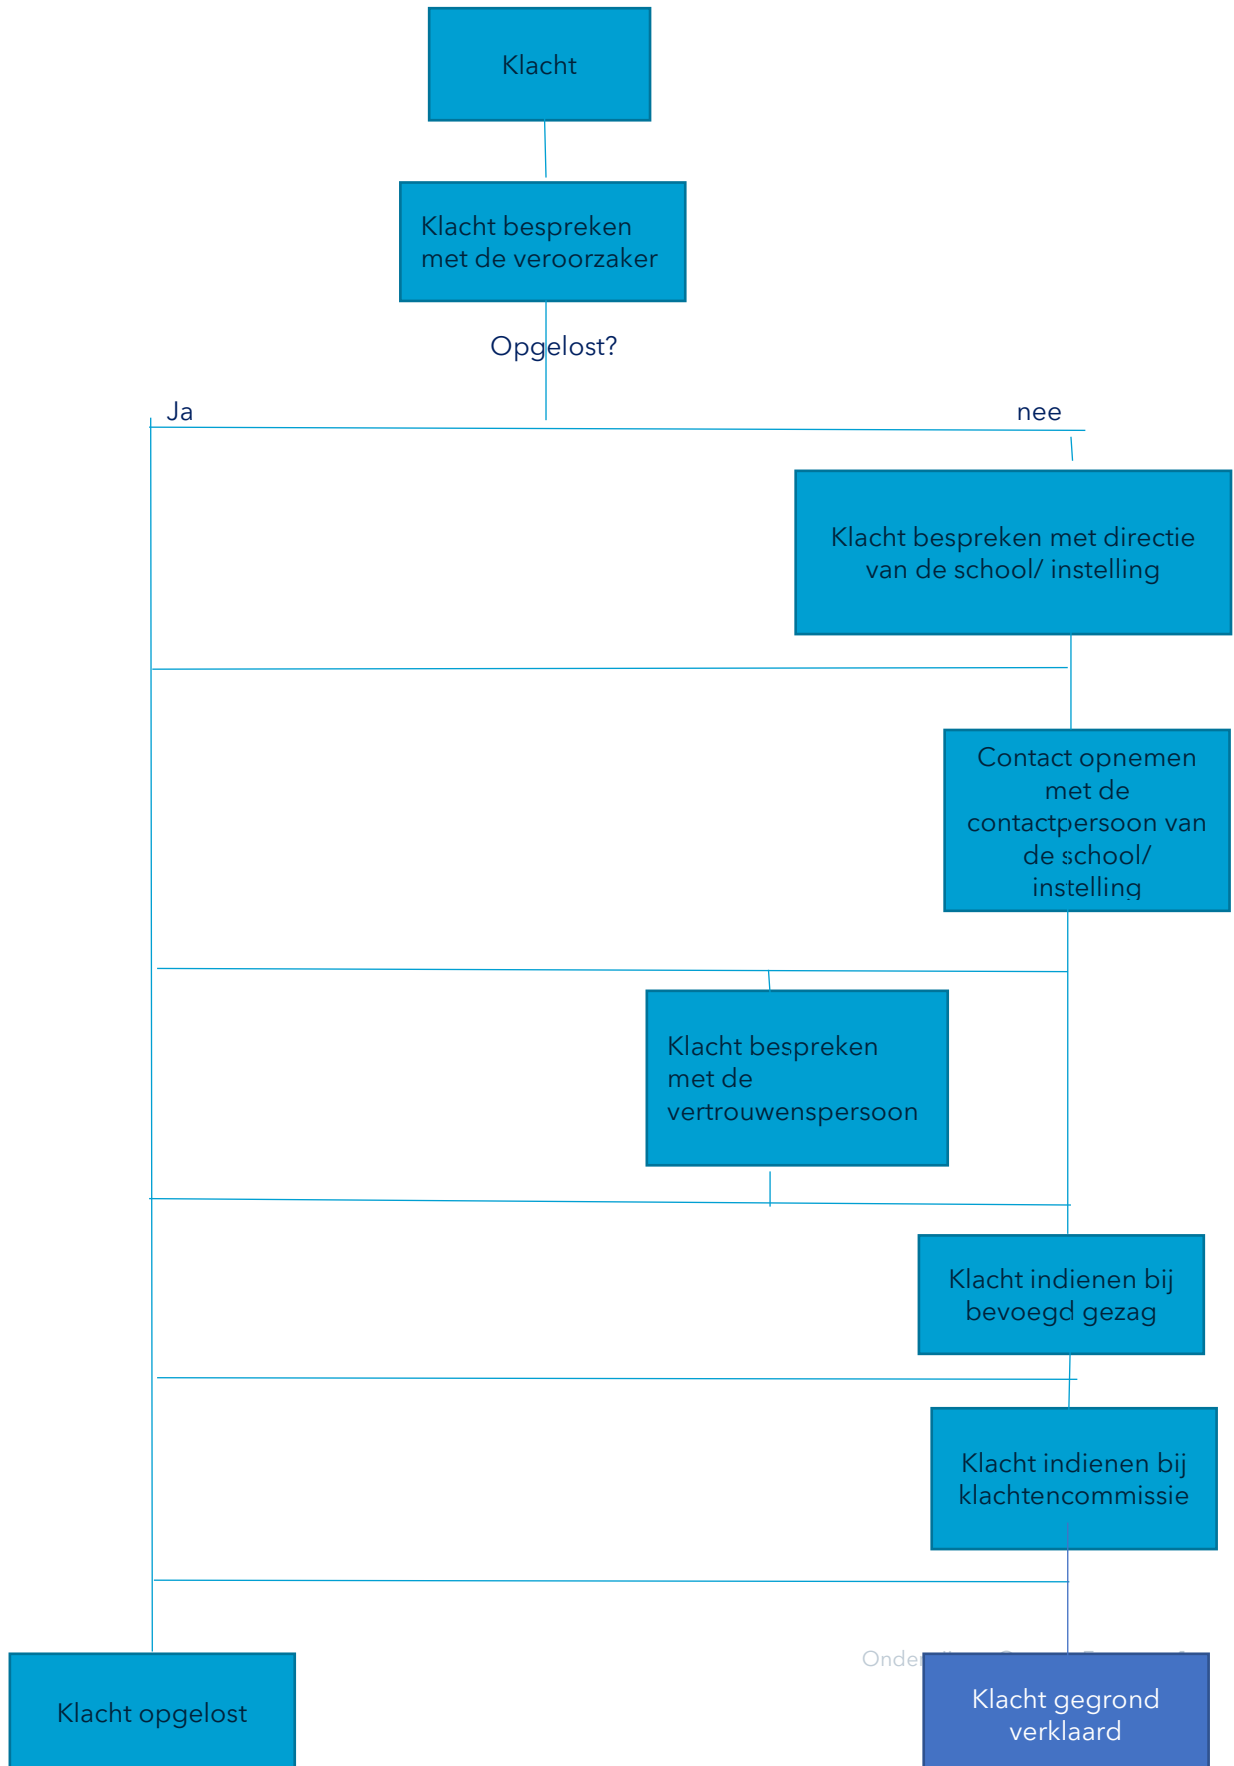 Klacht
Klacht bespreken
met de veroorzaker
Opgelost?
Ja
nee
Klacht bespreken met directie
van de school/ instelling
Contact opnemen
met de
contactpersoon van
de school/
instelling
Klacht bespreken
met de
vertrouwenspersoon
Klacht indienen bij
bevoegd gezag
Klacht indienen bij
klachtencommissie
Klacht opgelost
Klacht gegrond
verklaard